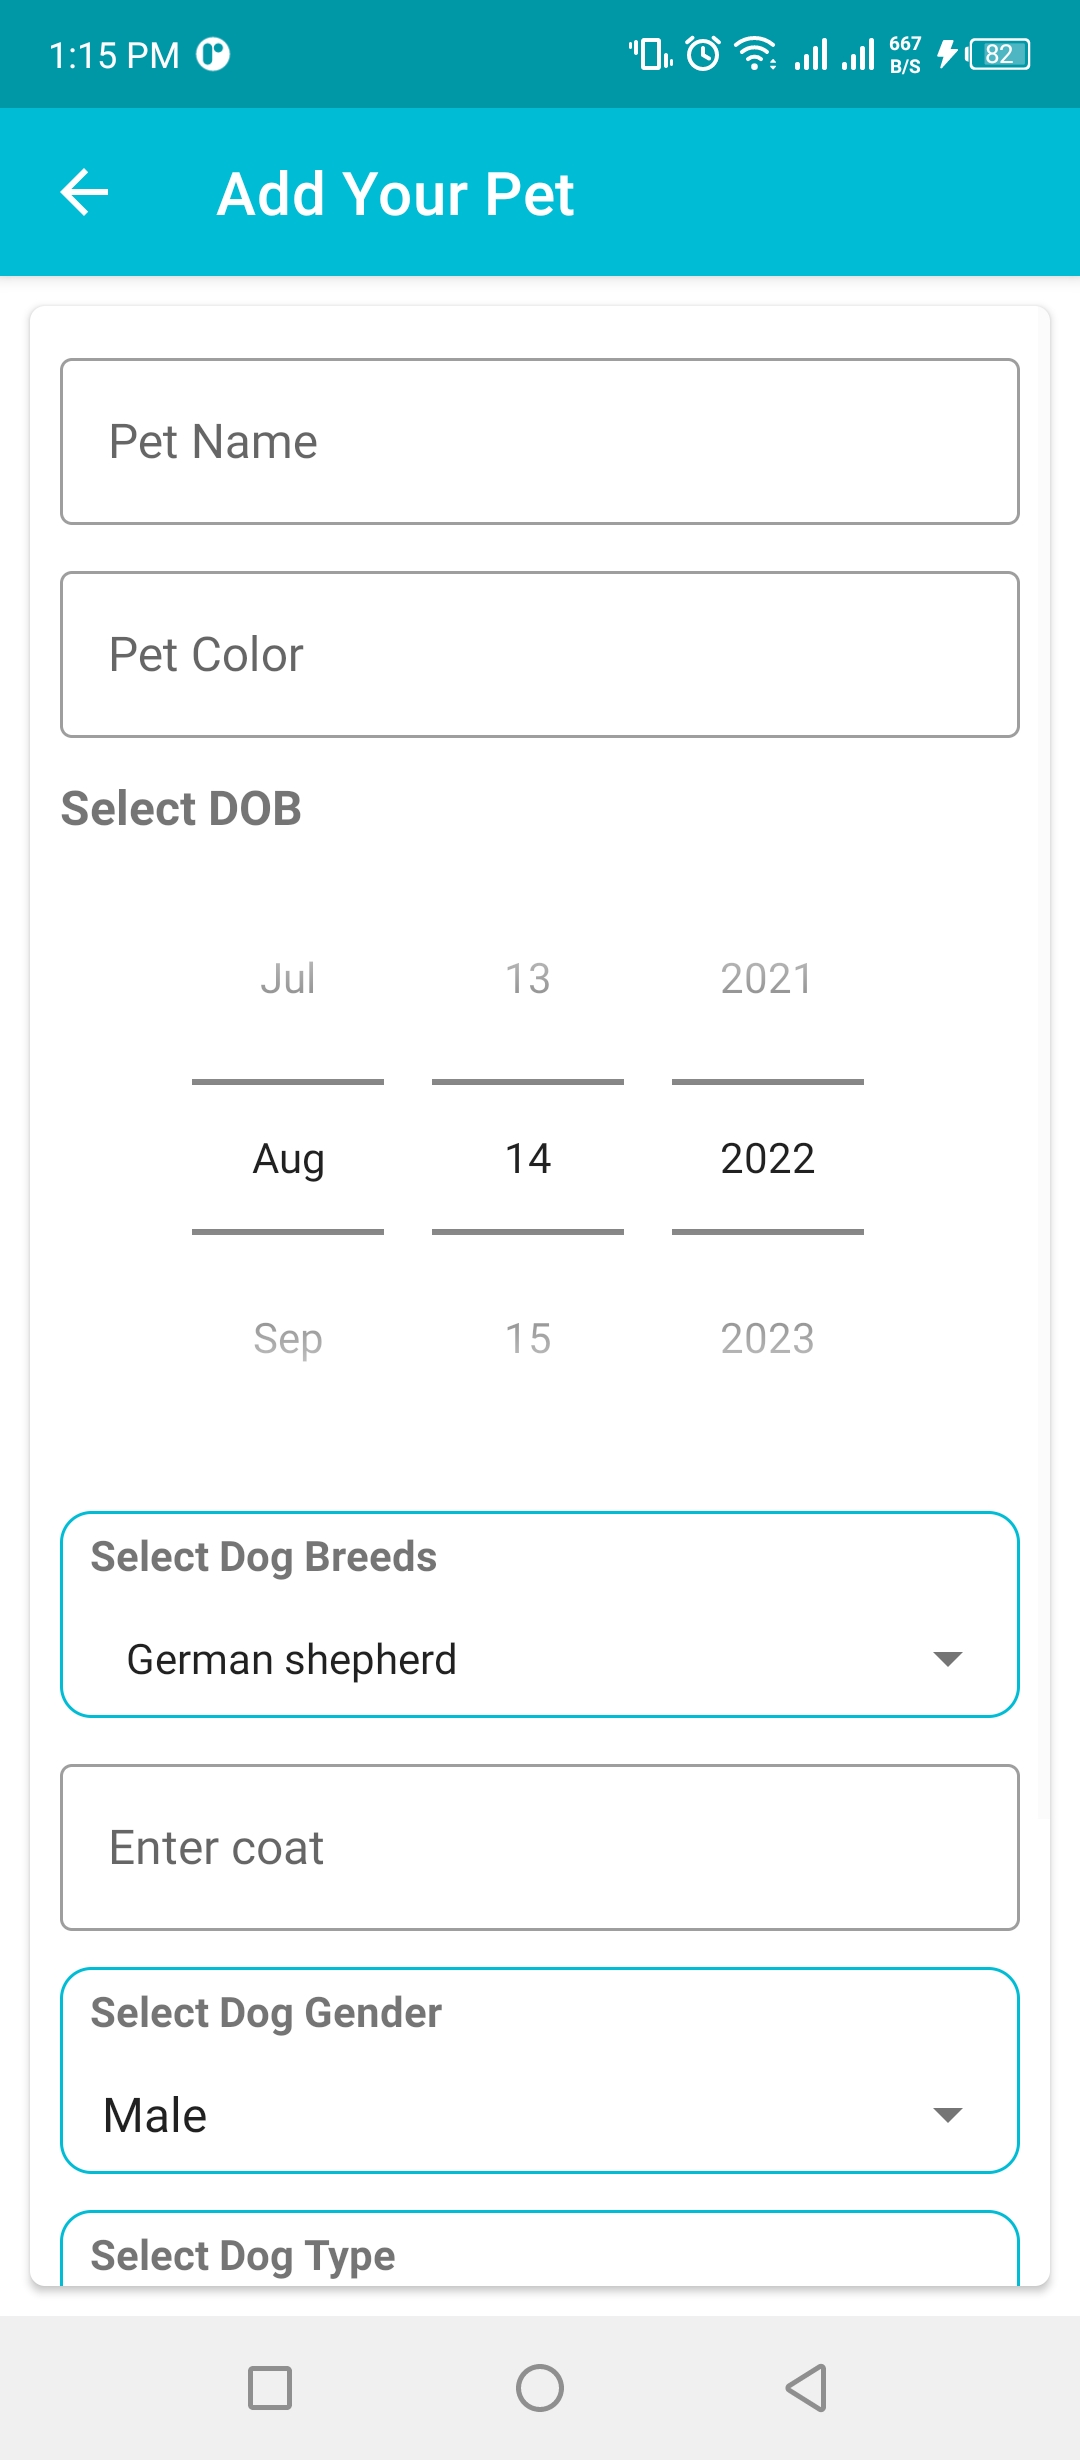 1:15 PM 667 B/S 82
Add Your Pet
Pet Name
Pet Color
Select DOB
Jul 13 2021
Aug 14 2022
Sep 15 2023
Select Dog Breeds
German shepherd
Enter coat
Select Dog Gender
Male
Select Dog Type